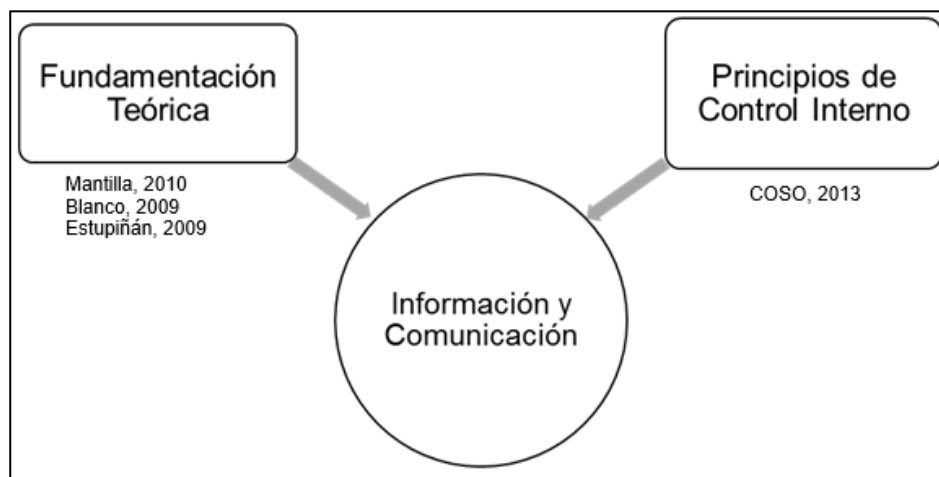 Fundamentación
Teórica
Mantilla, 2010
Blanco, 2009
Estupiñán, 2009
Principios de
Control Interno
COSO, 2013
Información y
Comunicación